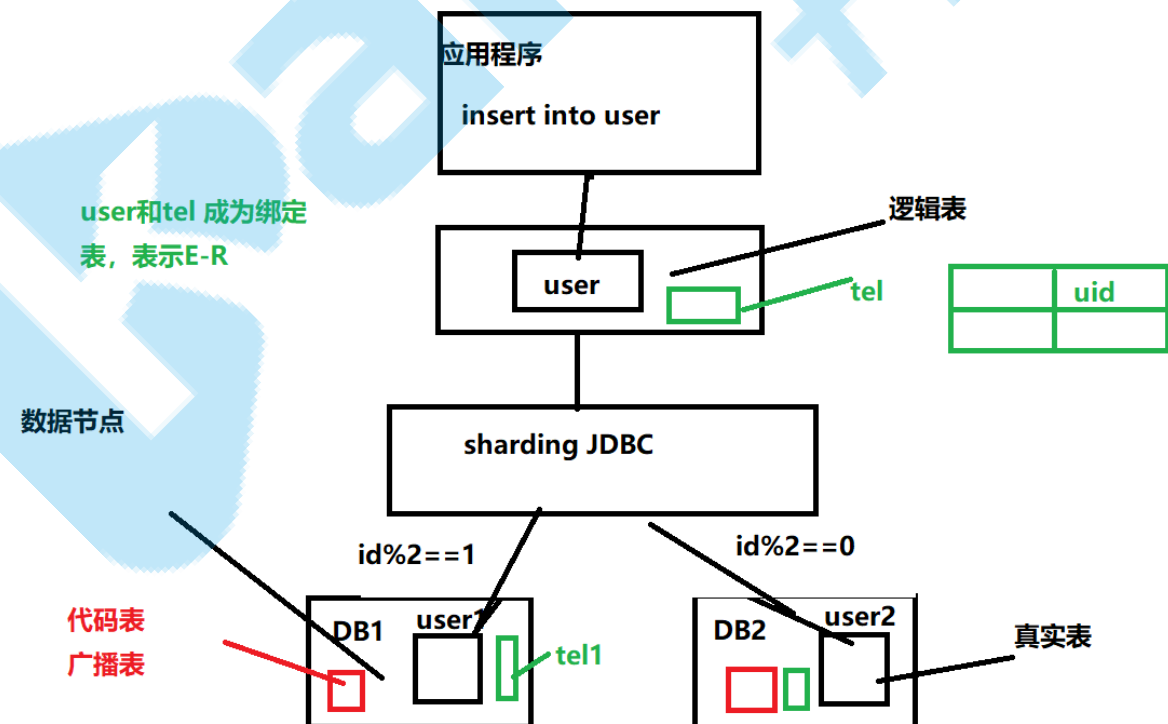 应用程序
insert into user
user和tel 成为绑定
表，表示E-R
逻辑表
user
tel
uid
数据节点
sharding JDBC
id%2==1
id%2==0
代码表
广播表
DB1
user1
tel1
DB2
user2
真实表